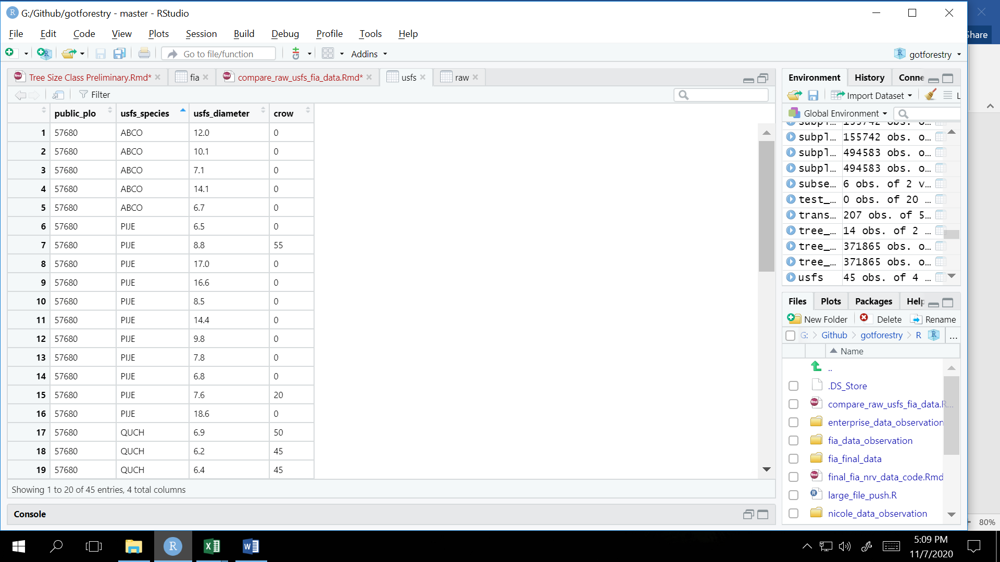 G:/Github/gotforestry - master - RStudio
File Edit Code View Plots Session Build Debug Profile Tools Help
Share
Go to file/function Addins gotforestry
Tree Size Class Preliminary.Rmd* fia compare_raw_usfs_fia_data.Rmd* usfs raw
Filter
public_plo usfs_species usfs_diameter crow
1 57680 ABCO 12.0 0
2 57680 ABCO 10.1 0
3 57680 ABCO 7.1 0
4 57680 ABCO 14.1 0
5 57680 ABCO 6.7 0
6 57680 PIJE 6.5 0
7 57680 PIJE 8.8 55
8 57680 PIJE 17.0 0
9 57680 PIJE 16.6 0
10 57680 PIJE 8.5 0
11 57680 PIJE 14.4 0
12 57680 PIJE 9.8 0
13 57680 PIJE 7.8 0
14 57680 PIJE 6.8 0
15 57680 PIJE 7.6 20
16 57680 PIJE 18.6 0
17 57680 QUCH 6.9 50
18 57680 QUCH 6.2 45
19 57680 QUCH 6.4 45
Showing 1 to 20 of 45 entries, 4 total columns
Console
Environment History Conne
Import Dataset L
Global Environment
subpl... 155742 obs. o...
subpl... 155742 obs. o...
subpl... 494583 obs. o...
subpl... 494583 obs. o...
subse... 6 obs. of 2 v...
test_... 0 obs. of 20 ...
trans... 207 obs. of 5...
tree_... 14 obs. of 2 ...
tree_... 371865 obs. o...
tree_... 371865 obs. o...
usfs 45 obs. of 4 ...
Files Plots Packages Help
New Folder Delete Rename
G: Github gotforestry R ...
Name
..
.DS_Store
compare_raw_usfs_fia_data.R...
enterprise_data_observation
fia_data_observation
fia_final_data
final_fia_nrv_data_code.Rmd
large_file_push.R
nicole_data_observation
80%
5:09 PM
11/7/2020